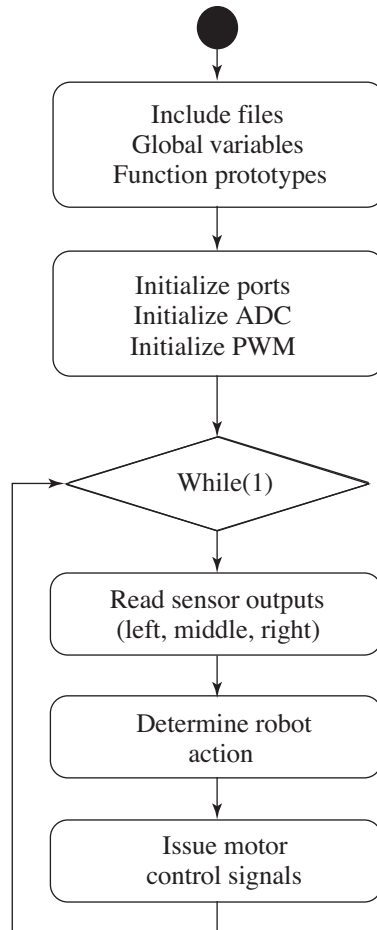 Include files
Global variables
Function prototypes
Initialize ports
Initialize ADC
Initialize PWM
While(1)
Read sensor outputs
(left, middle, right)
Determine robot
action
Issue motor
control signals